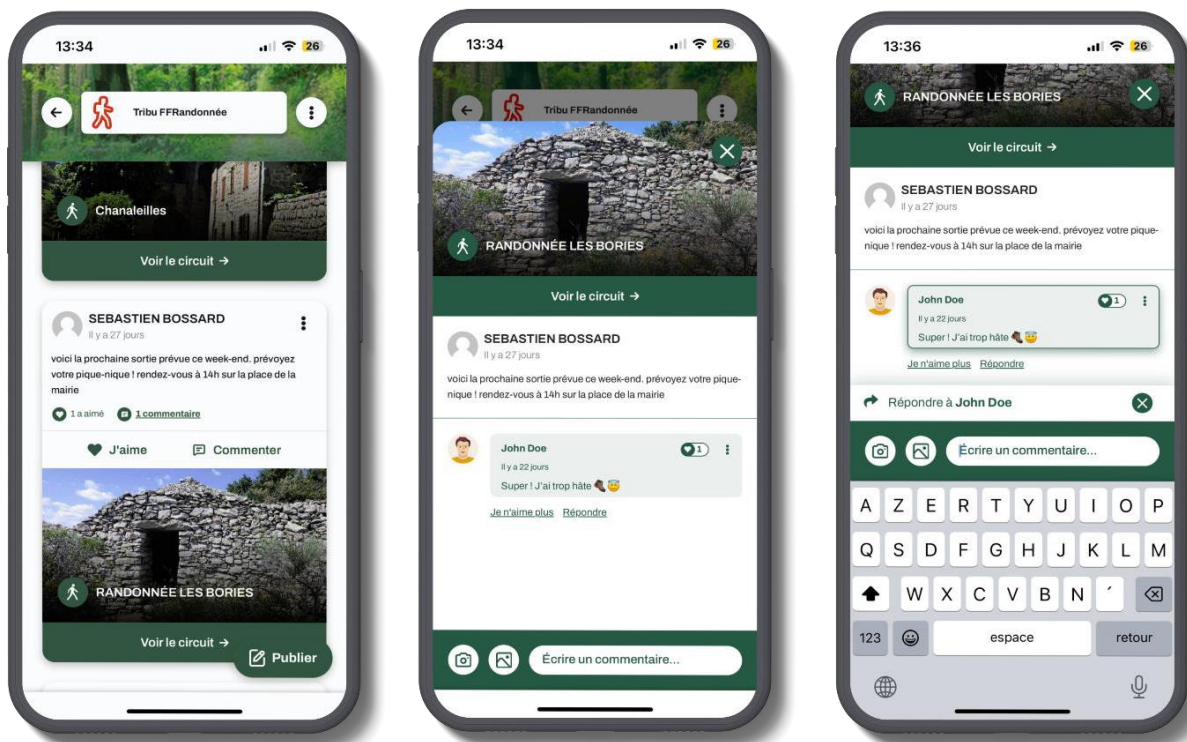 13:34
26
Tribu FFRandonnée
Chanaleilles
Voir le circuit →
SEBASTIEN BOSSARD
Il y a 27 jours
voici la prochaine sortie prévue ce week-end. prévoyez
votre pique-nique ! rendez-vous à 14h sur la place de la
mairie
1 a aimé
1 commentaire
J'aime
Commenter
RANDONNÉE LES BORIES
Voir le circuit →
Publier
13:34
26
Tribu FFRandonnée
RANDONNÉE LES BORIES
Voir le circuit →
SEBASTIEN BOSSARD
Il y a 27 jours
voici la prochaine sortie prévue ce week-end. prévoyez votre pique-
nique ! rendez-vous à 14h sur la place de la mairie
John Doe
1
Il y a 22 jours
Super ! J'ai trop hâte 🥾😇
Je n'aime plus Répondre
Écrire un commentaire...
13:36
26
RANDONNÉE LES BORIES
Voir le circuit →
SEBASTIEN BOSSARD
Il y a 27 jours
voici la prochaine sortie prévue ce week-end. prévoyez votre pique-
nique ! rendez-vous à 14h sur la place de la mairie
John Doe
1
Il y a 22 jours
Super ! J'ai trop hâte 🥾😇
Je n'aime plus Répondre
Répondre à John Doe
Écrire un commentaire...
A Z E R T Y U I O P
Q S D F G H J K L M
W X C V B N ´
123 espace retour